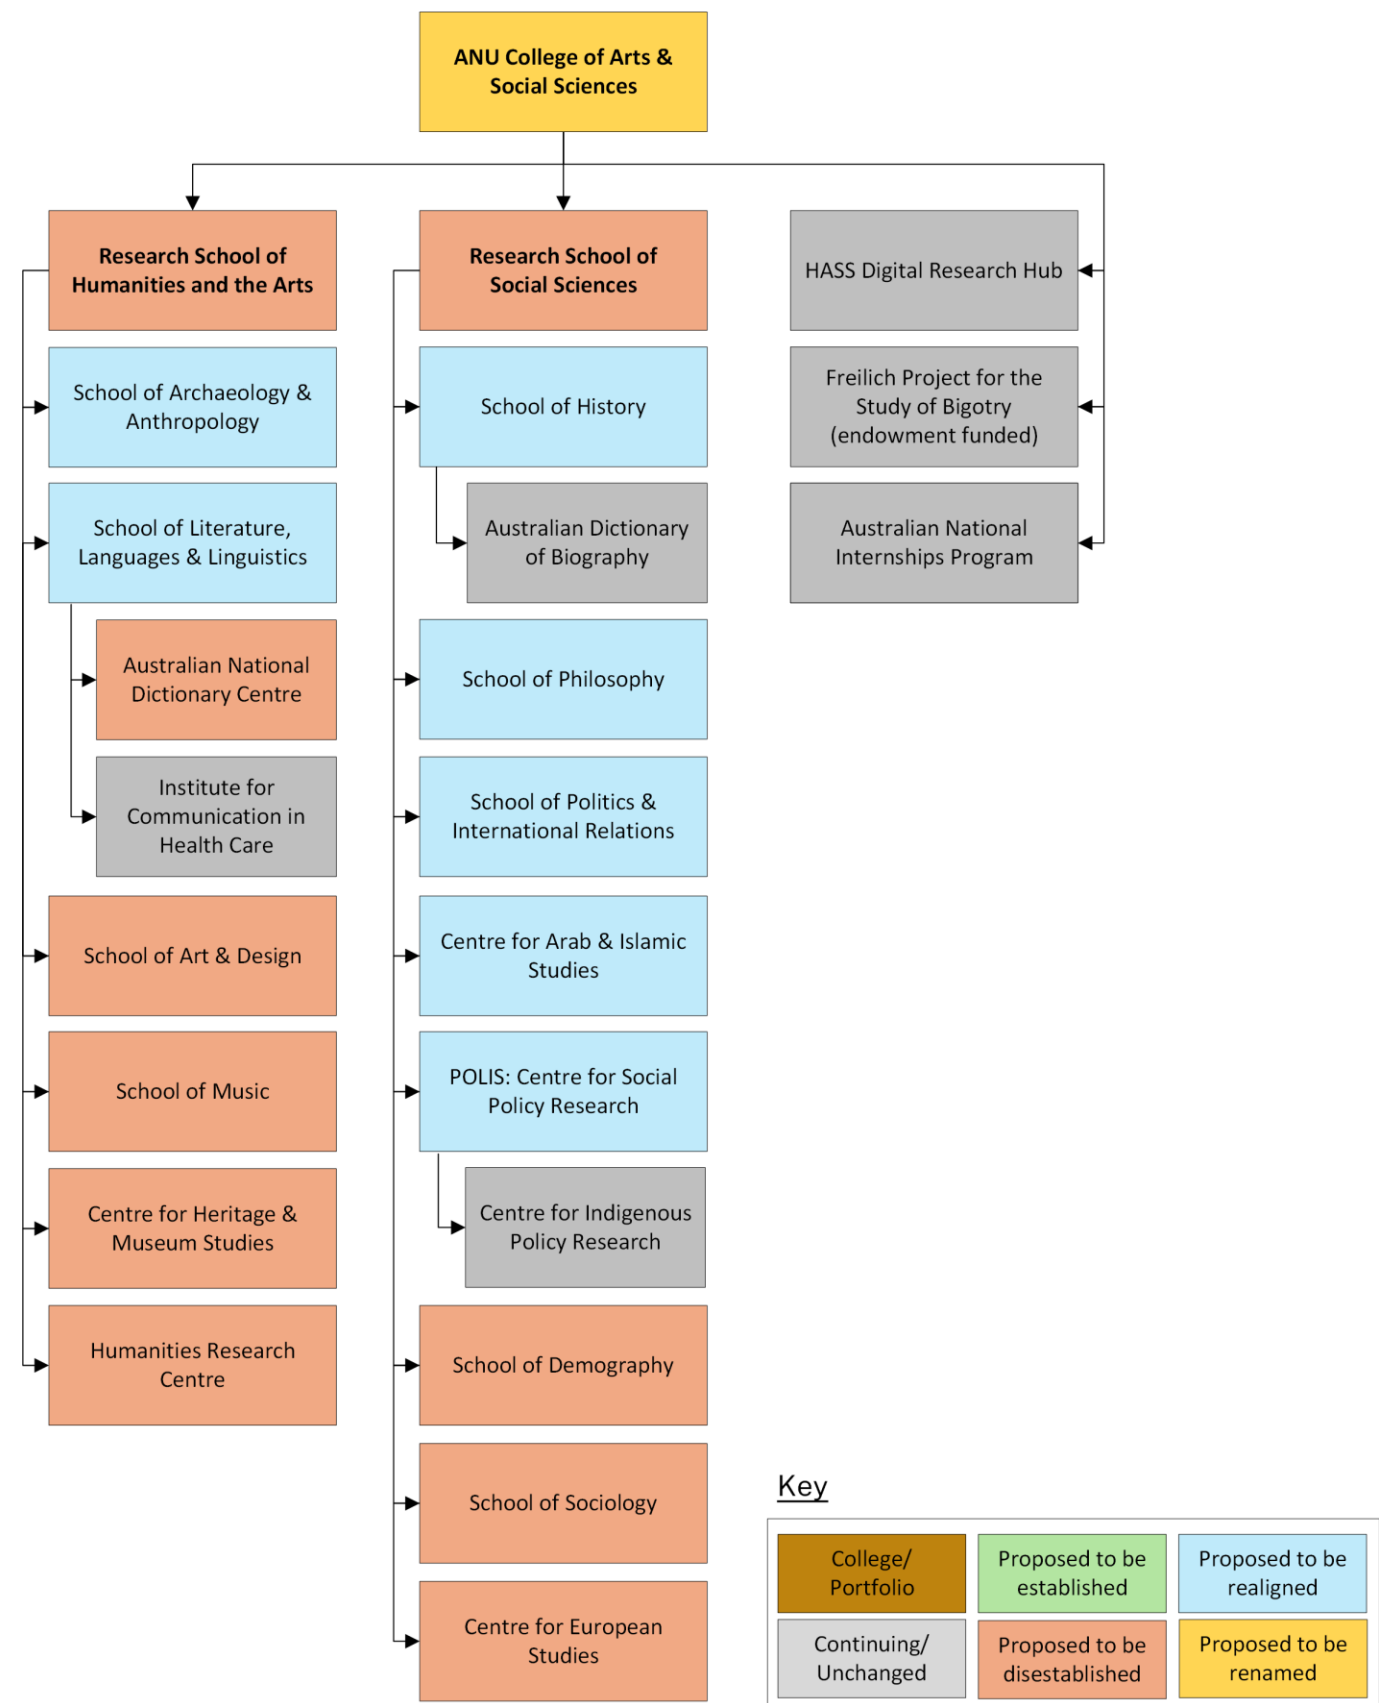 ANU College of Arts &
Social Sciences
Research School of
Humanities and the Arts
School of Archaeology &
Anthropology
School of Literature,
Languages & Linguistics
Australian National
Dictionary Centre
Institute for
Communication in
Health Care
School of Art & Design
School of Music
Centre for Heritage &
Museum Studies
Humanities Research
Centre
Research School of
Social Sciences
School of History
Australian Dictionary
of Biography
School of Philosophy
School of Politics &
International Relations
Centre for Arab & Islamic
Studies
POLIS: Centre for Social
Policy Research
Centre for Indigenous
Policy Research
School of Demography
School of Sociology
Centre for European
Studies
HASS Digital Research Hub
Freilich Project for the
Study of Bigotry
(endowment funded)
Australian National
Internships Program
Key
College/
Portfolio
Proposed to be
established
Proposed to be
realigned
Continuing/
Unchanged
Proposed to be
disestablished
Proposed to be
renamed